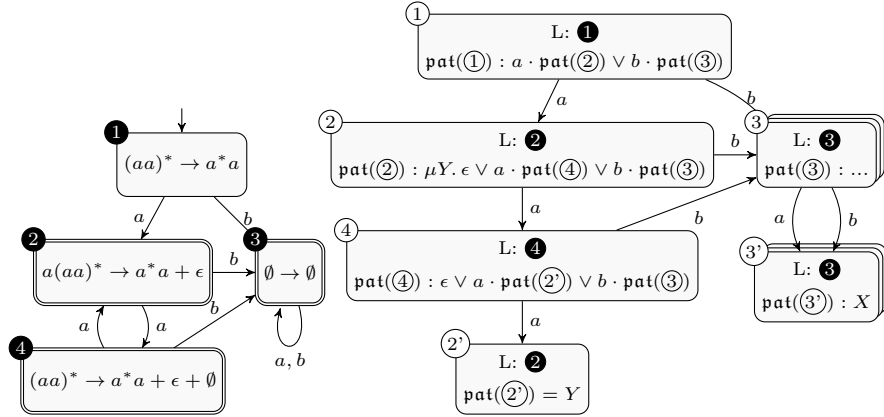 1
(aa)* → a*a
a
b
2
a(aa)* → a*a + ϵ
b
3
∅ → ∅
a
a
b
a, b
4
(aa)* → a*a + ϵ + ∅
1
L: 1
pat(1) : a · pat(2) ∨ b · pat(3)
a
b
2
L: 2
pat(2) : μY. ϵ ∨ a · pat(4) ∨ b · pat(3)
b
3
L: 3
pat(3) : ...
a
b
a
b
4
L: 4
pat(4) : ϵ ∨ a · pat(2') ∨ b · pat(3)
3'
L: 3
pat(3') : X
a
2'
L: 2
pat(2') = Y